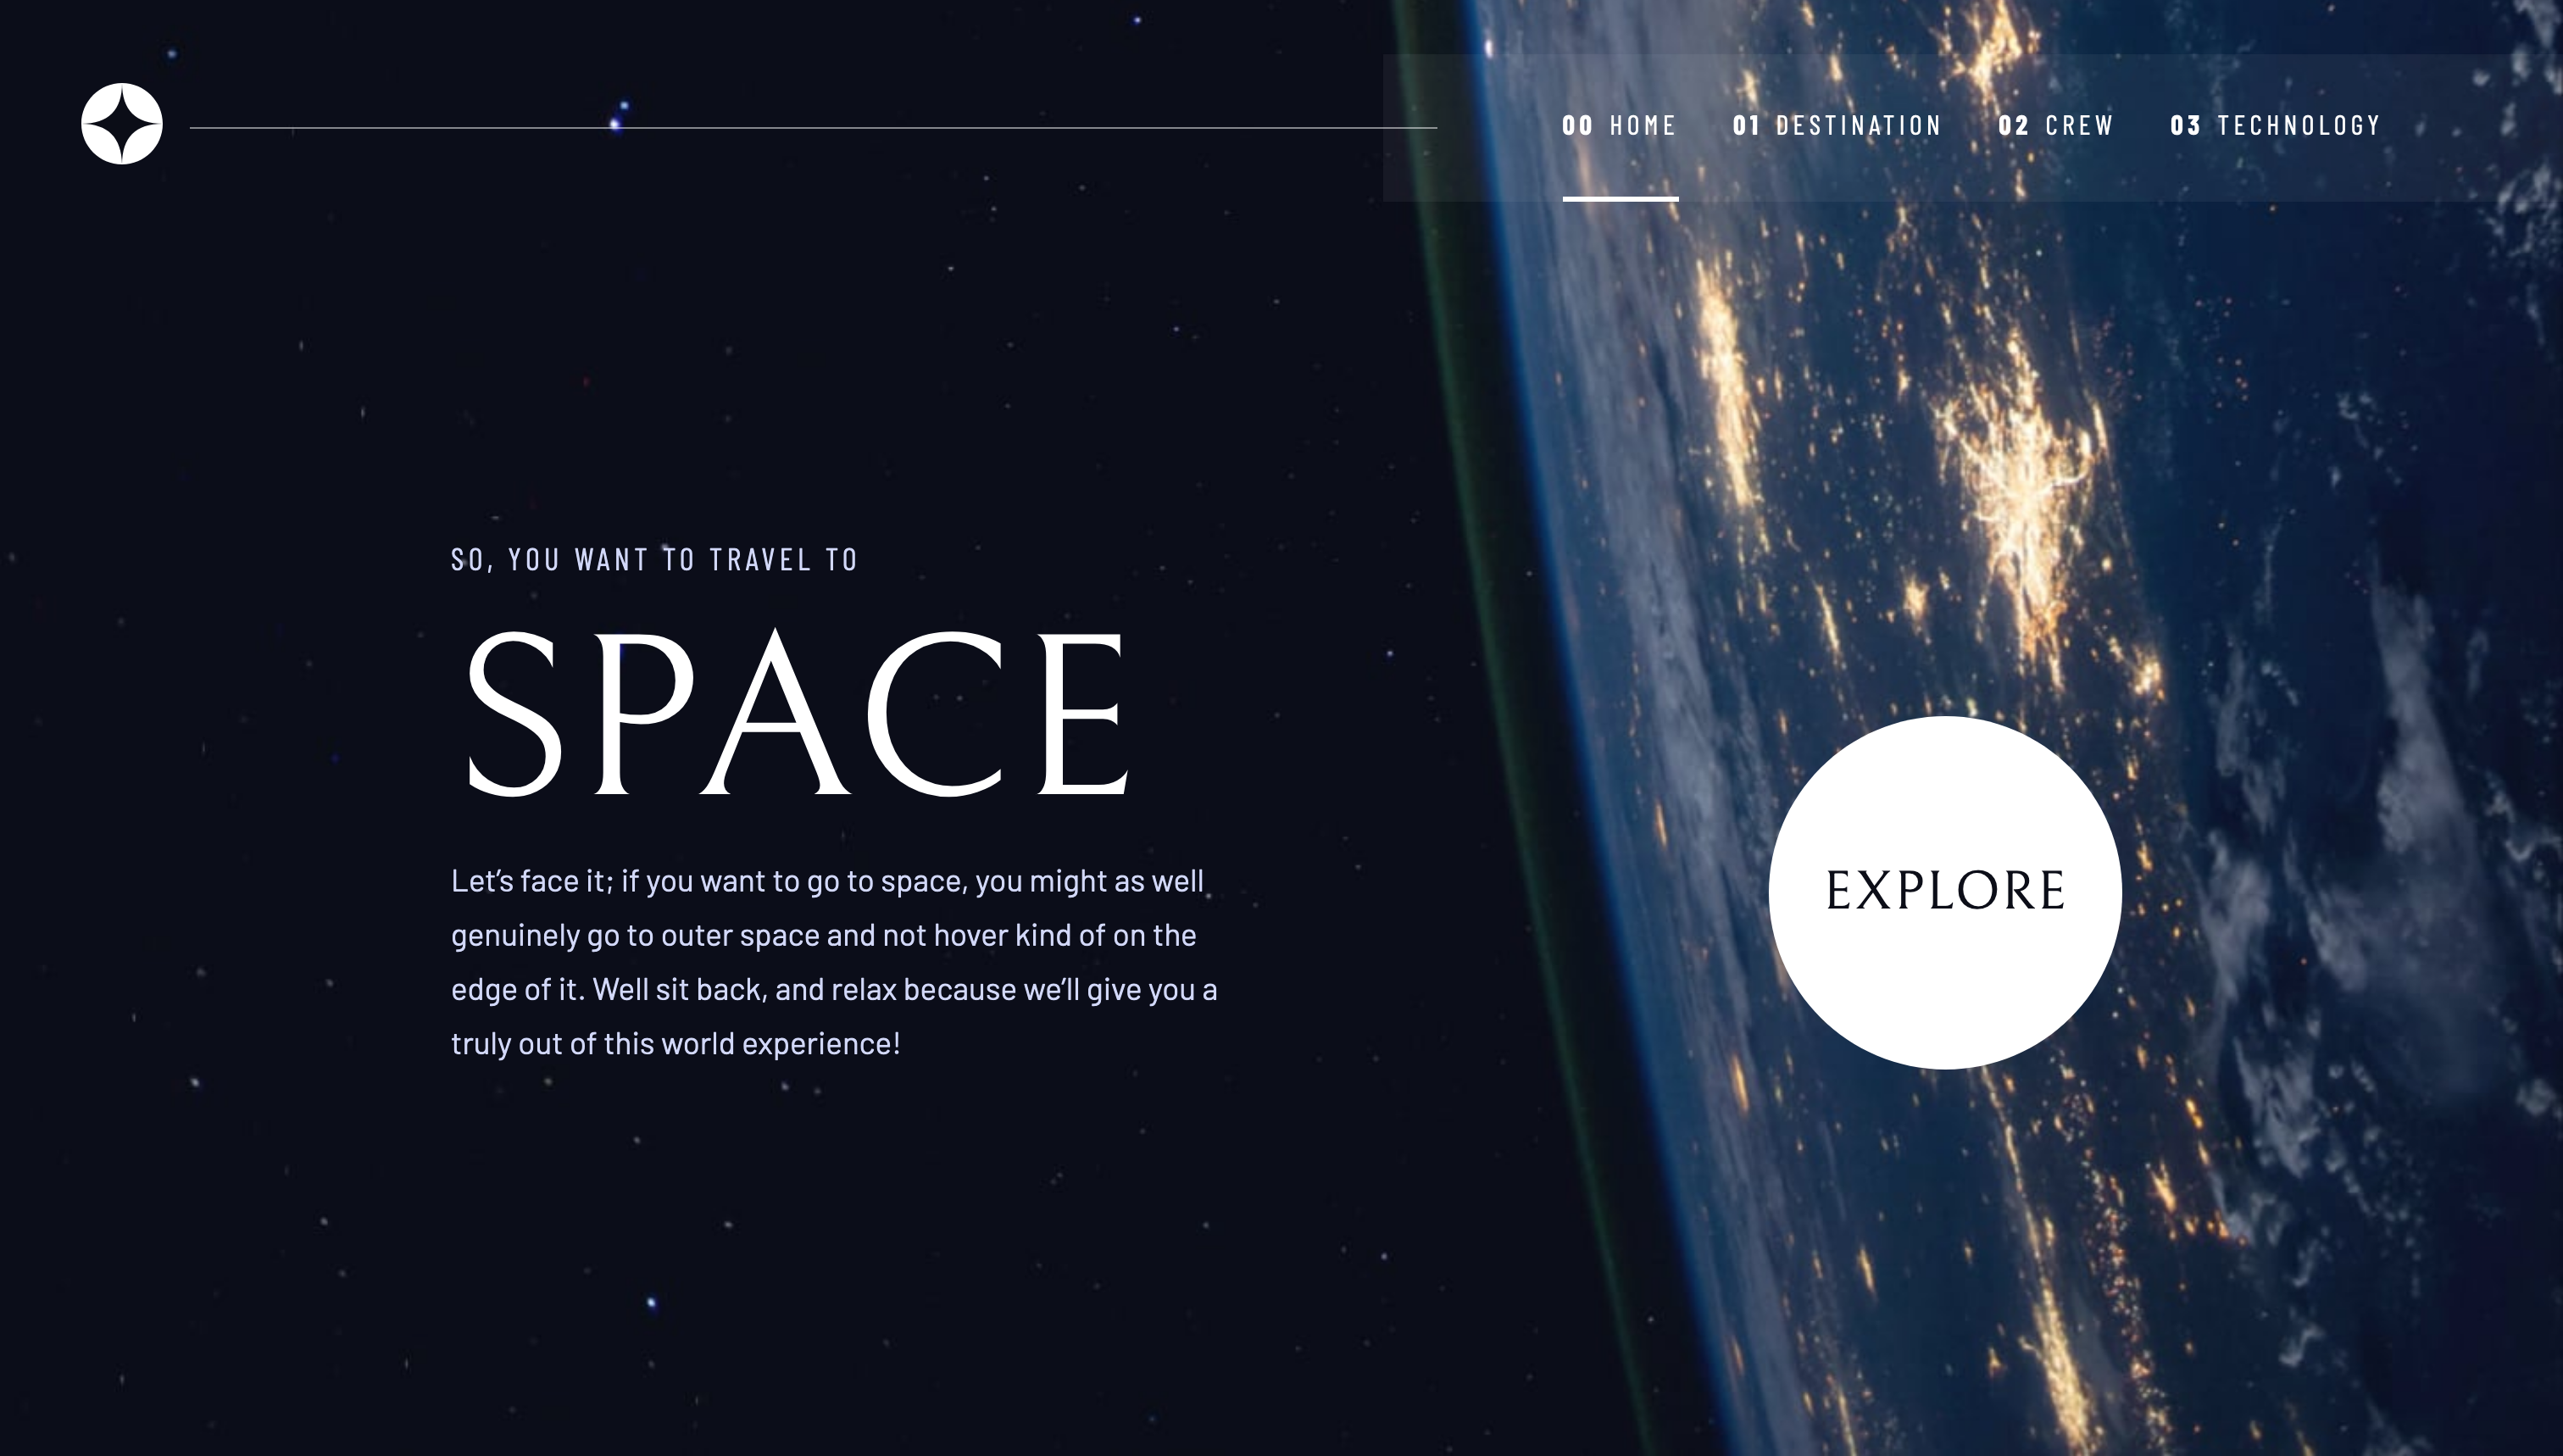 00 HOME 01 DESTINATION 02 CREW 03 TECHNOLOGY
SO, YOU WANT TO TRAVEL TO
SPACE
Let’s face it; if you want to go to space, you might as well
genuinely go to outer space and not hover kind of on the
edge of it. Well sit back, and relax because we’ll give you a
truly out of this world experience!
EXPLORE